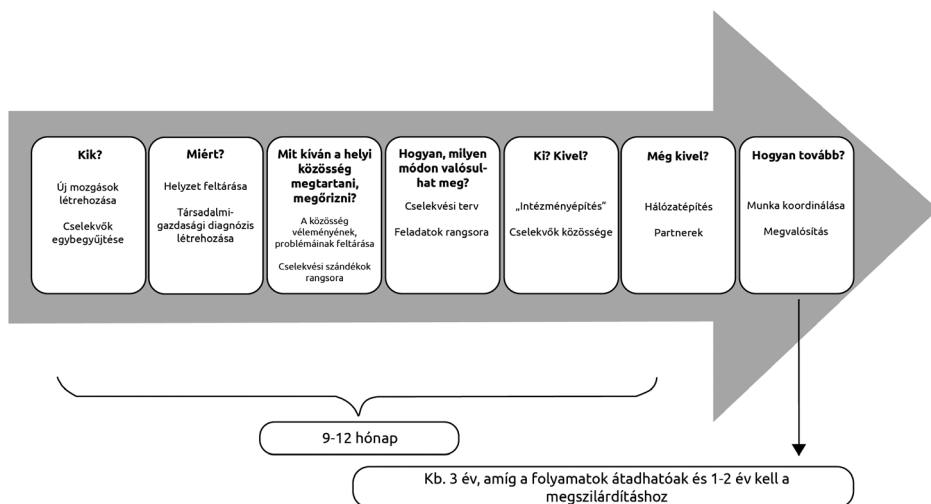 Kik?
Új mozgások
létrehozása
Cselekvők
egybegyűjtése
Miért?
Helyzet feltárása
Társadalmi-
gazdasági diagnózis
létrehozása
Mit kíván a helyi
közösség
megtartani,
megőrizni?
A közösség
véleményének,
problémáinak feltárása
Cselekvési szándékok
rangsora
Hogyan, milyen
módon valósul-
hat meg?
Cselekvési terv
Feladatok rangsora
Ki? Kivel?
„Intézményépítés”
Cselekvők közössége
Még kivel?
Hálózatépítés
Partnerek
Hogyan tovább?
Munka koordinálása
Megvalósítás
9-12 hónap
Kb. 3 év, amíg a folyamatok átadhatóak és 1-2 év kell a
megszilárdításhoz